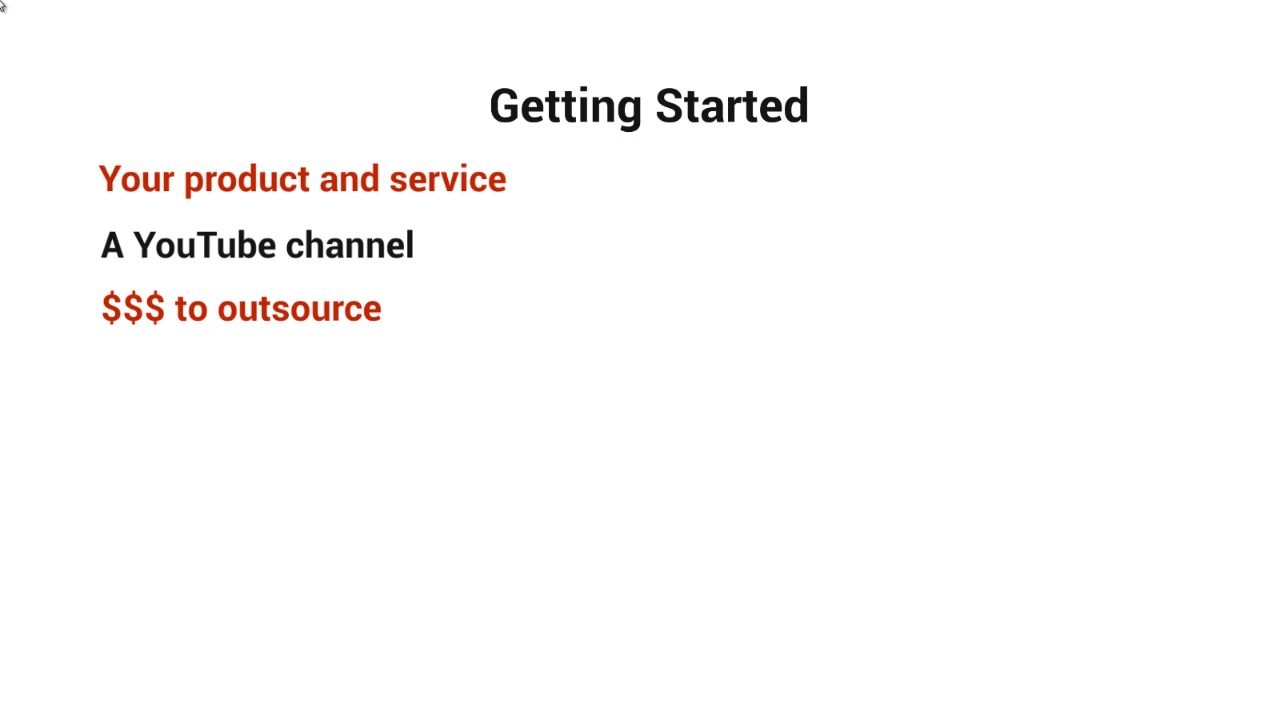 Getting Started
Your product and service
A YouTube channel
$$$ to outsource